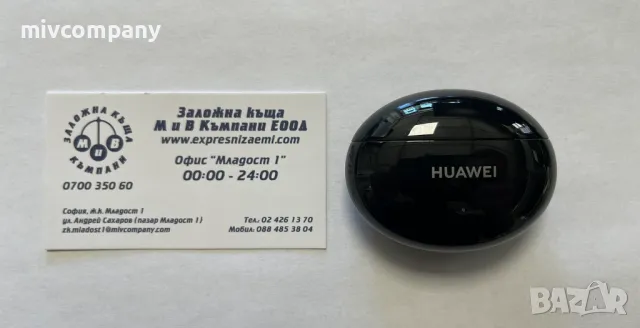 mivcompany
ЗАЛОЖНА КЪЩА
М и В
КЪМПАНИ
0700 350 60
Заложна къща
М и В Къмпани ЕООД
www.expresnizaemi.com
Офис "Младост 1"
00:00 - 24:00
София, ж.к. Младост 1
ул. Андрей Сахаров (пазар Младост 1)
zk.mladost1@mivcompany.com
Тел. 02 426 13 70
Мобил: 088 485 38 04
HUAWEI
BAZAR.bg